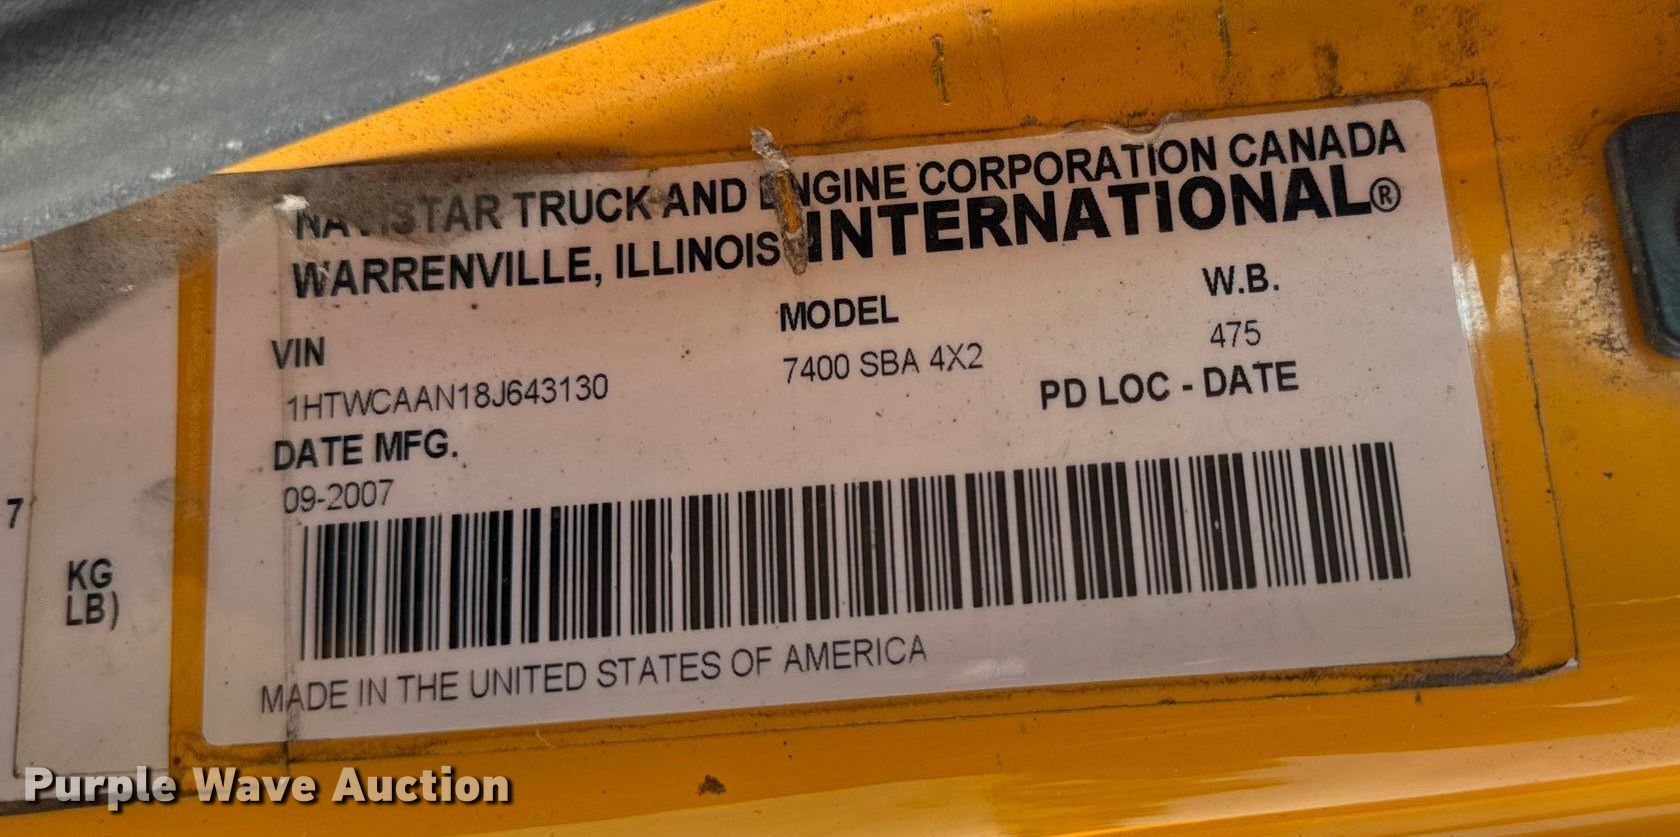 NAVISTAR TRUCK AND ENGINE CORPORATION CANADA
WARRENVILLE, ILLINOIS INTERNATIONAL®
VIN
1HTWCAAN18J643130
MODEL
7400 SBA 4X2
W.B.
475
DATE MFG.
09-2007
PD LOC - DATE
MADE IN THE UNITED STATES OF AMERICA
7
KG
LB)
Purple Wave Auction